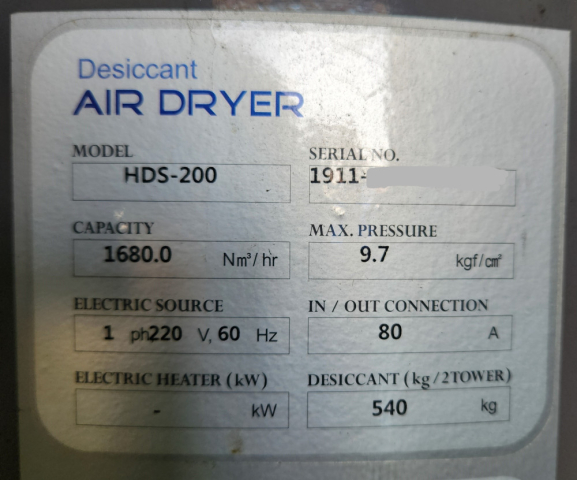 Desiccant
AIR DRYER
MODEL
HDS-200
SERIAL NO.
1911-
CAPACITY
1680.0 Nm³/hr
MAX. PRESSURE
9.7 kgf/㎠
ELECTRIC SOURCE
1 ph220 V, 60 Hz
IN / OUT CONNECTION
80 A
ELECTRIC HEATER (kW)
- kW
DESICCANT (kg/2TOWER)
540 kg